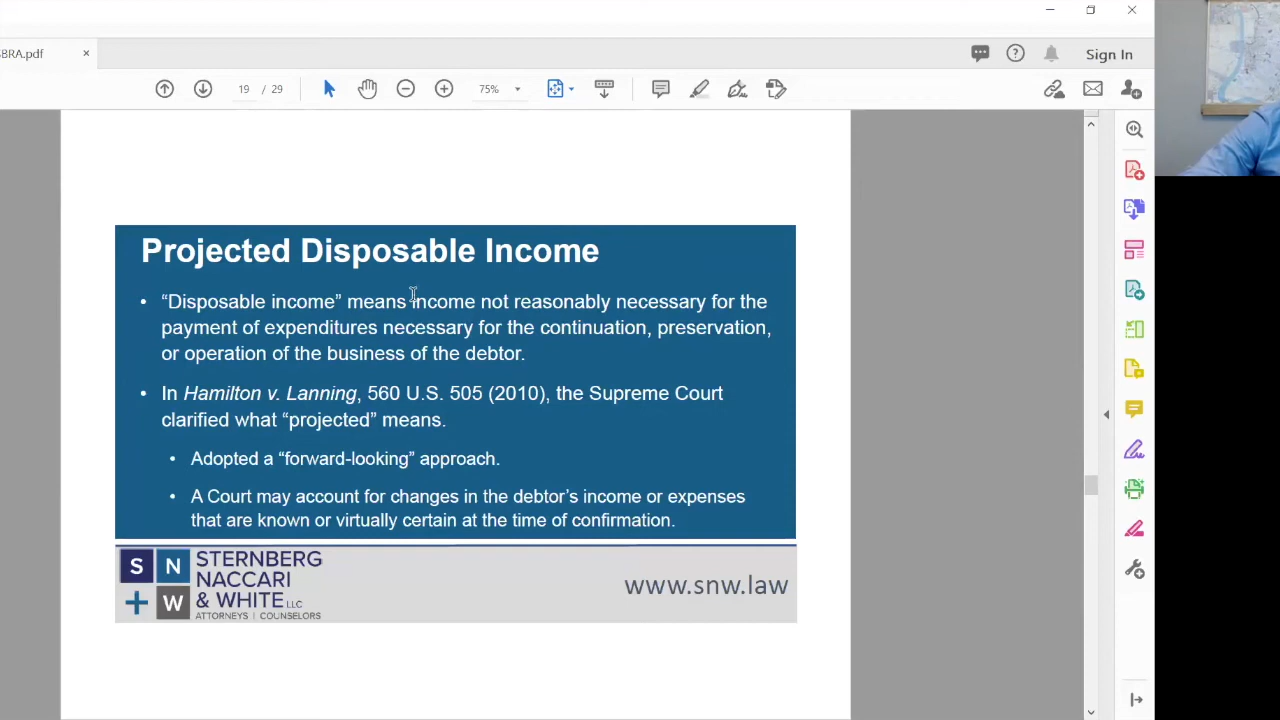 BRA.pdf
Sign In
19 / 29
75%
Projected Disposable Income
• “Disposable income” means income not reasonably necessary for the
payment of expenditures necessary for the continuation, preservation,
or operation of the business of the debtor.
• In Hamilton v. Lanning, 560 U.S. 505 (2010), the Supreme Court
clarified what “projected” means.
• Adopted a “forward-looking” approach.
• A Court may account for changes in the debtor’s income or expenses
that are known or virtually certain at the time of confirmation.
S N
+ W
STERNBERG
NACCARI
& WHITE LLC
ATTORNEYS | COUNSELORS
www.snw.law